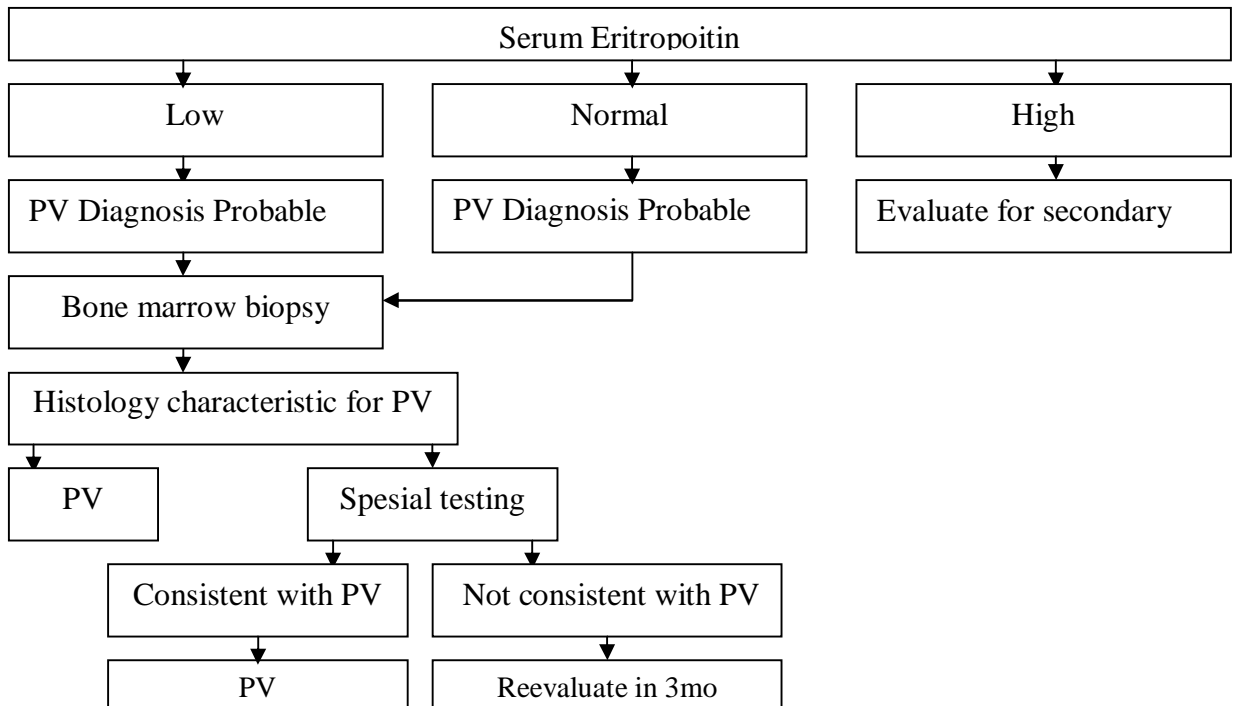 Serum Eritropoitin
Low
Normal
High
PV Diagnosis Probable
PV Diagnosis Probable
Evaluate for secondary
Bone marrow biopsy
Histology characteristic for PV
PV
Spesial testing
Consistent with PV
Not consistent with PV
PV
Reevaluate in 3mo